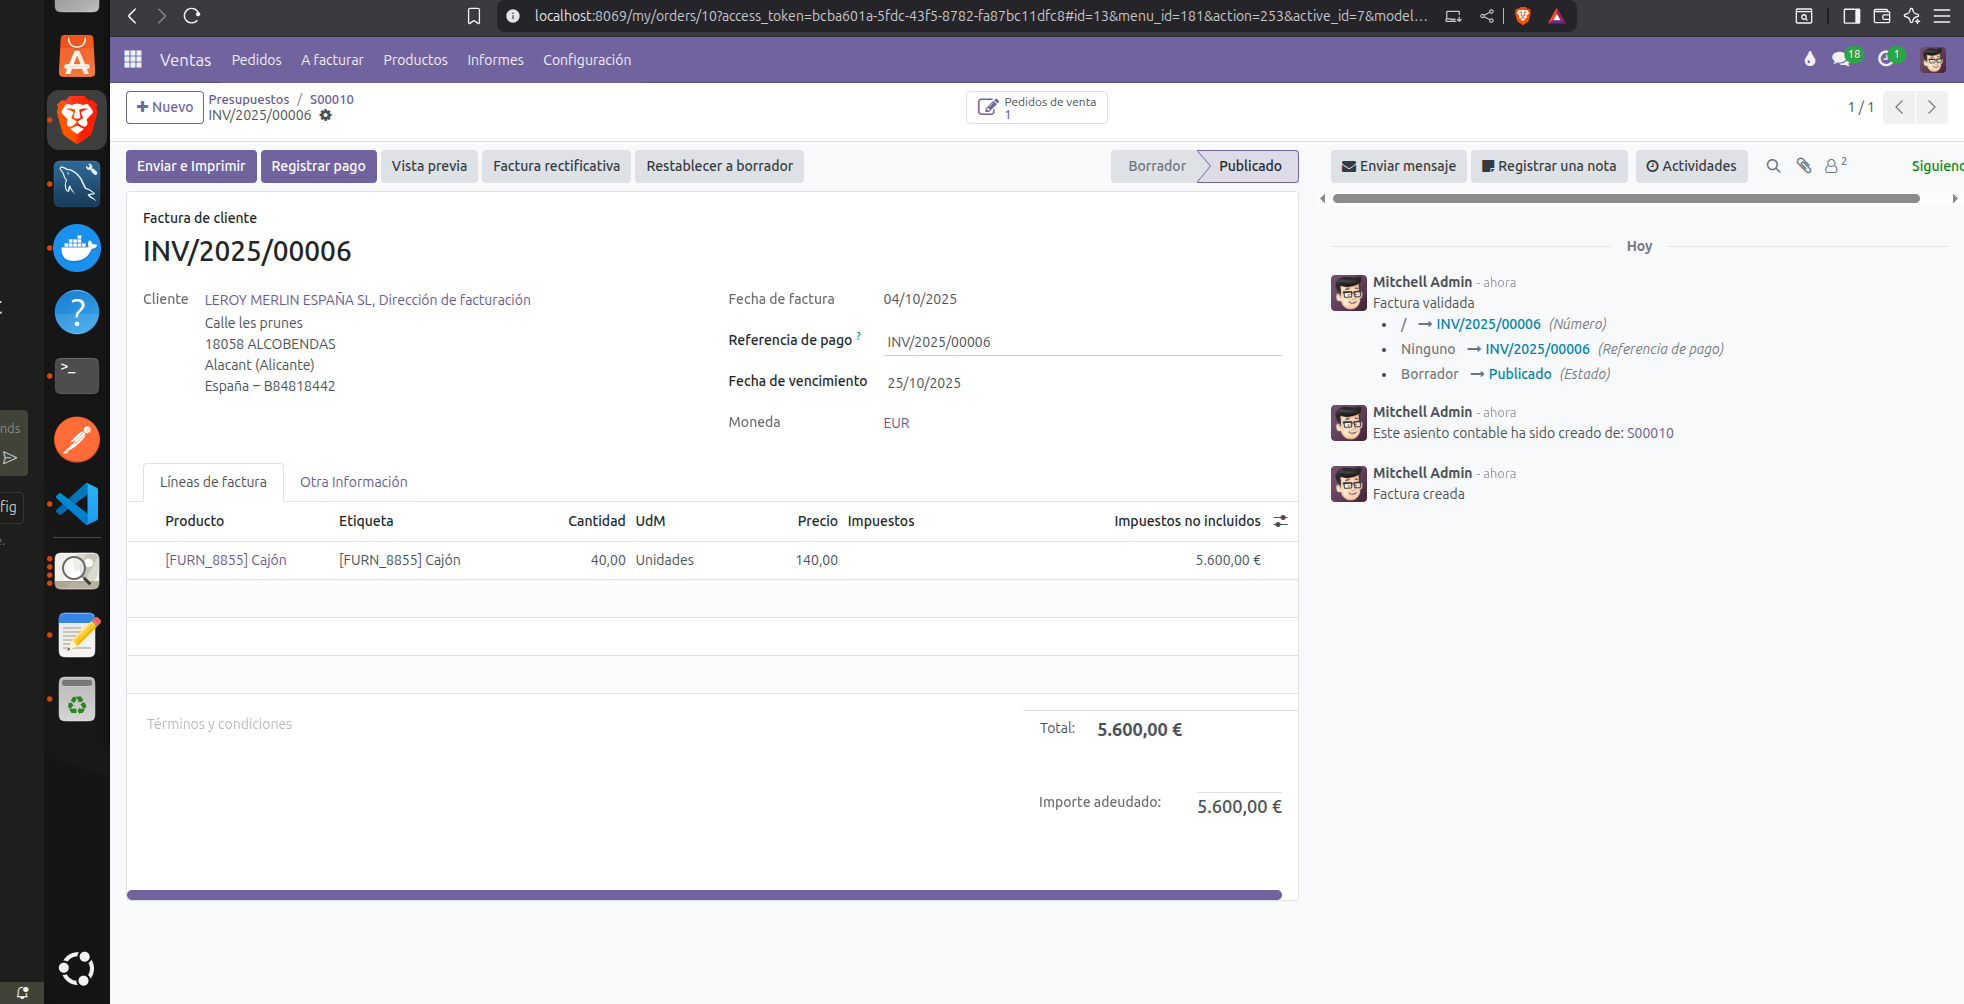 localhost:8069/my/orders/10?access_token=bcba601a-5fdc-43f5-8782-fa87bc11dfc8#id=13&menu_id=181&action=253&active_id=7&model...
Ventas Pedidos A facturar Productos Informes Configuración 18 1
Nuevo
Presupuestos / S00010
INV/2025/00006
Pedidos de venta
1
1 / 1
Enviar e Imprimir Registrar pago Vista previa Factura rectificativa Restablecer a borrador Borrador Publicado
Enviar mensaje Registrar una nota Actividades 2 Siguiend
Factura de cliente
INV/2025/00006
Cliente LEROY MERLIN ESPAÑA SL, Dirección de facturación
Calle les prunes
18058 ALCOBENDAS
Alacant (Alicante)
España – B84818442
Fecha de factura 04/10/2025
Referencia de pago ? INV/2025/00006
Fecha de vencimiento 25/10/2025
Moneda EUR
Líneas de factura Otra Información
Producto Etiqueta Cantidad UdM Precio Impuestos Impuestos no incluidos
[FURN_8855] Cajón [FURN_8855] Cajón 40,00 Unidades 140,00 5.600,00 €
Términos y condiciones
Total: 5.600,00 €
Importe adeudado: 5.600,00 €
Hoy
Mitchell Admin - ahora
Factura validada
• / → INV/2025/00006 (Número)
• Ninguno → INV/2025/00006 (Referencia de pago)
• Borrador → Publicado (Estado)
Mitchell Admin - ahora
Este asiento contable ha sido creado de: S00010
Mitchell Admin - ahora
Factura creada
nds
fig